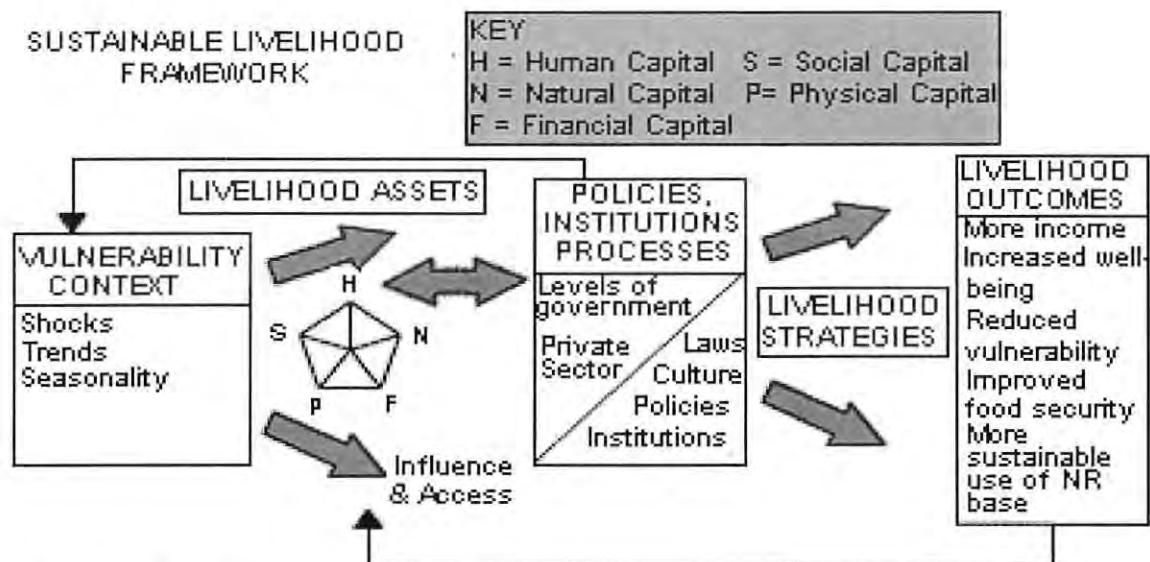 SUSTAINABLE LIVELIHOOD
FRAMEWORK
KEY
H = Human Capital S = Social Capital
N = Natural Capital P= Physical Capital
F = Financial Capital
LIVELIHOOD ASSETS
VULNERABILITY
CONTEXT
Shocks
Trends
Seasonality
H
S
N
P
F
Influence
& Access
POLICIES,
INSTITUTIONS
PROCESSES
Levels of
government
Private
Sector
Laws
Culture
Policies
Institutions
LIVELIHOOD
STRATEGIES
LIVELIHOOD
OUTCOMES
More income
Increased well-
being
Reduced
vulnerability
Improved
food security
More
sustainable
use of NR
base